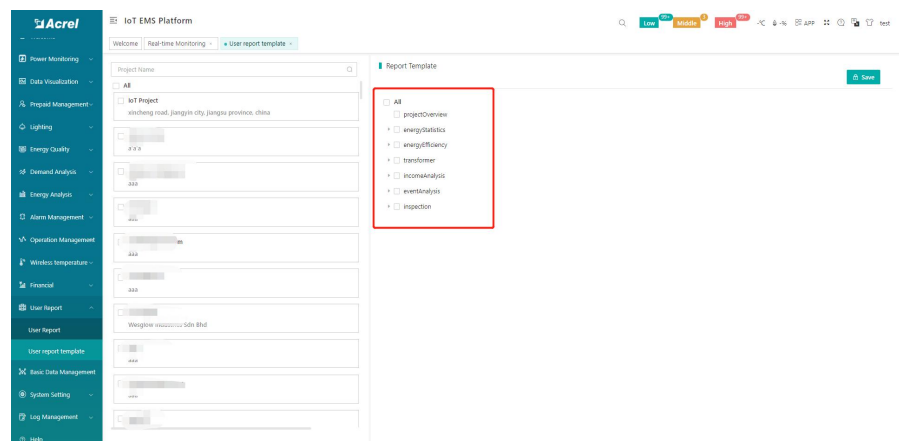 Acrel
IoT EMS Platform
Low 99+ Middle High 99+ -℃ -% APP test
Welcome Real-time Monitoring User report template
Power Monitoring
Data Visualization
Prepaid Management
Lighting
Energy Quality
Demand Analysis
Energy Analysis
Alarm Management
Operation Management
Wireless temperature
Financial
User Report
User Report
User report template
Basic Data Management
System Setting
Log Management
Help
Project Name
All
IoT Project
xincheng road, jiangyin city, jiangsu province, china
aaa
aaa
m
aaa
aaa
Sdn Bhd
aaa
Report Template
Save
All
projectOverview
energyStatistics
energyEfficiency
transformer
incomeAnalysis
eventAnalysis
inspection